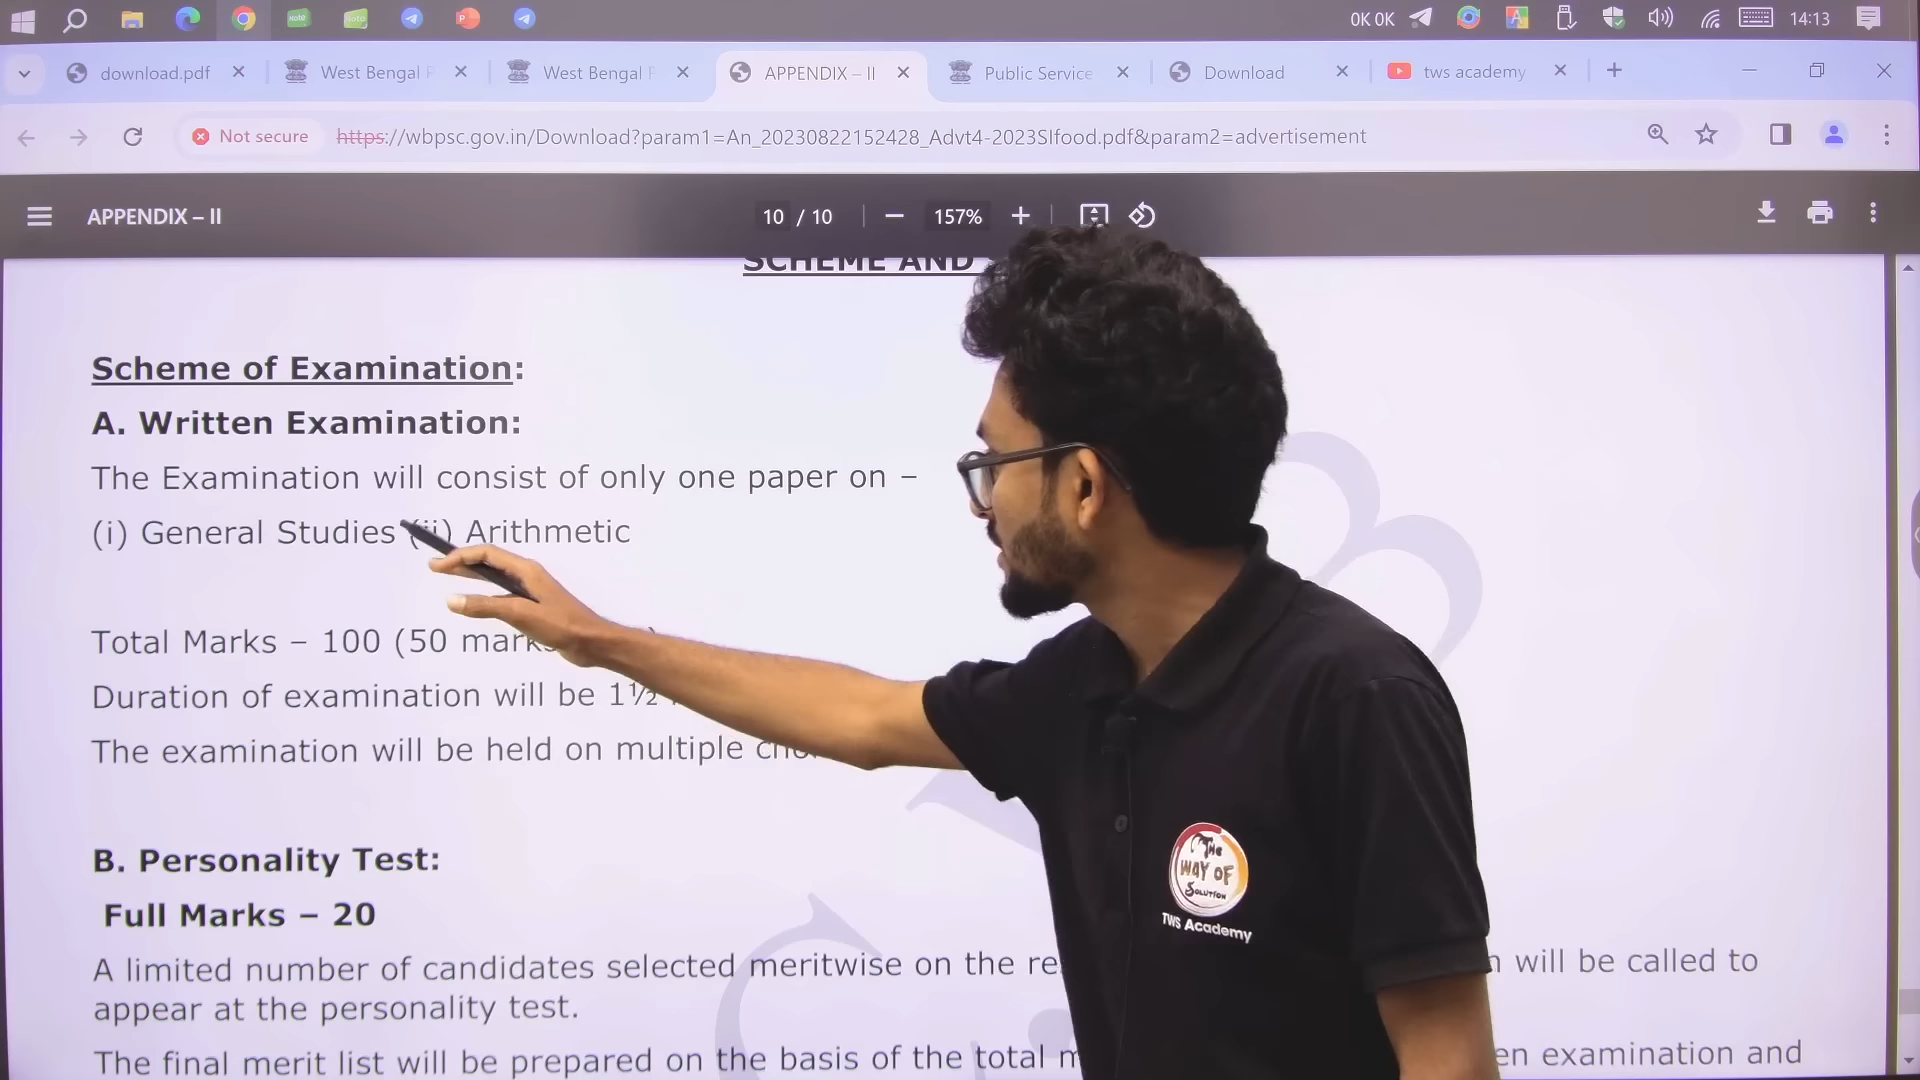 OK OK
14:13
download.pdf
West Bengal
West Bengal
APPENDIX – II
Public Service
Download
tws academy
Not secure
https://wbpsc.gov.in/Download?param1=An_20230822152428_Advt4-2023SIfood.pdf&param2=advertisement
APPENDIX – II
10 / 10
157%
SCHEME AND
Scheme of Examination:
A. Written Examination:
The Examination will consist of only one paper on –
(i) General Studies (ii) Arithmetic
Total Marks – 100 (50 marks
Duration of examination will be 1½
The examination will be held on multiple
B. Personality Test:
Full Marks – 20
A limited number of candidates selected meritwise on the will be called to
appear at the personality test.
The final merit list will be prepared on the basis of the total examination and
THE
WAY OF
SOLUTION
TWS Academy